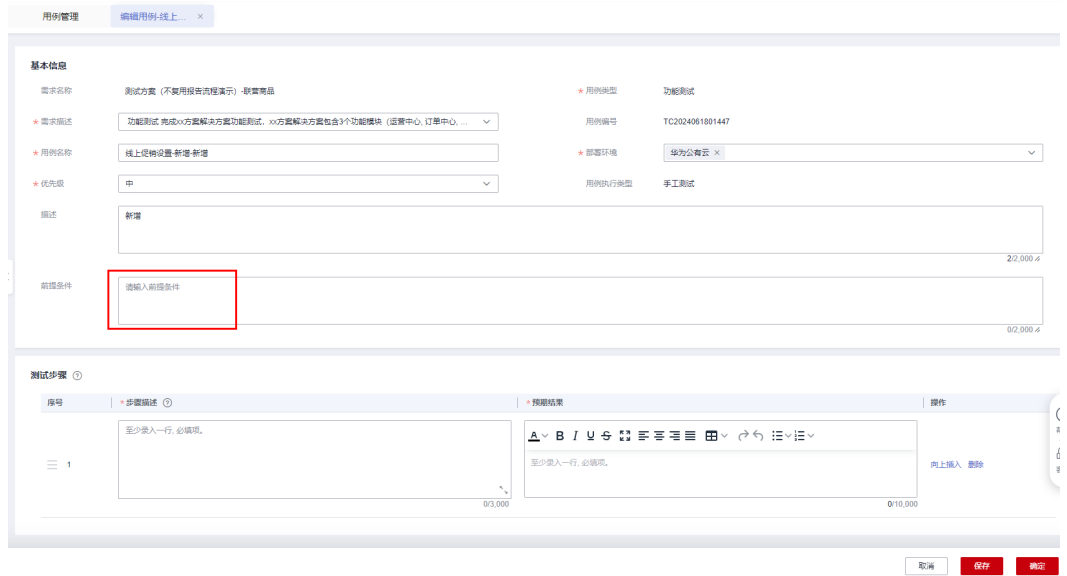 用例管理
编辑用例-线上... ×
基本信息
需求名称 测试方案（不复用报告流程演示）-联营商品
* 用例类型 功能测试
* 需求描述 功能测试 完成xx方案解决方案功能测试，xx方案解决方案包含3个功能模块（运营中心, 订单中心, ...
用例编号 TC2024061801447
* 用例名称 线上促销设置-新增-新增
* 部署环境 华为公有云 ×
* 优先级 中
用例执行类型 手工测试
描述 新增
2/2,000
前提条件 请输入前提条件
0/2,000
测试步骤
序号 * 步骤描述 * 预期结果 操作
至少录入一行, 必填项。
A B I U S
1 至少录入一行, 必填项。 向上插入 删除
0/3,000 0/10,000
取消 保存 确定